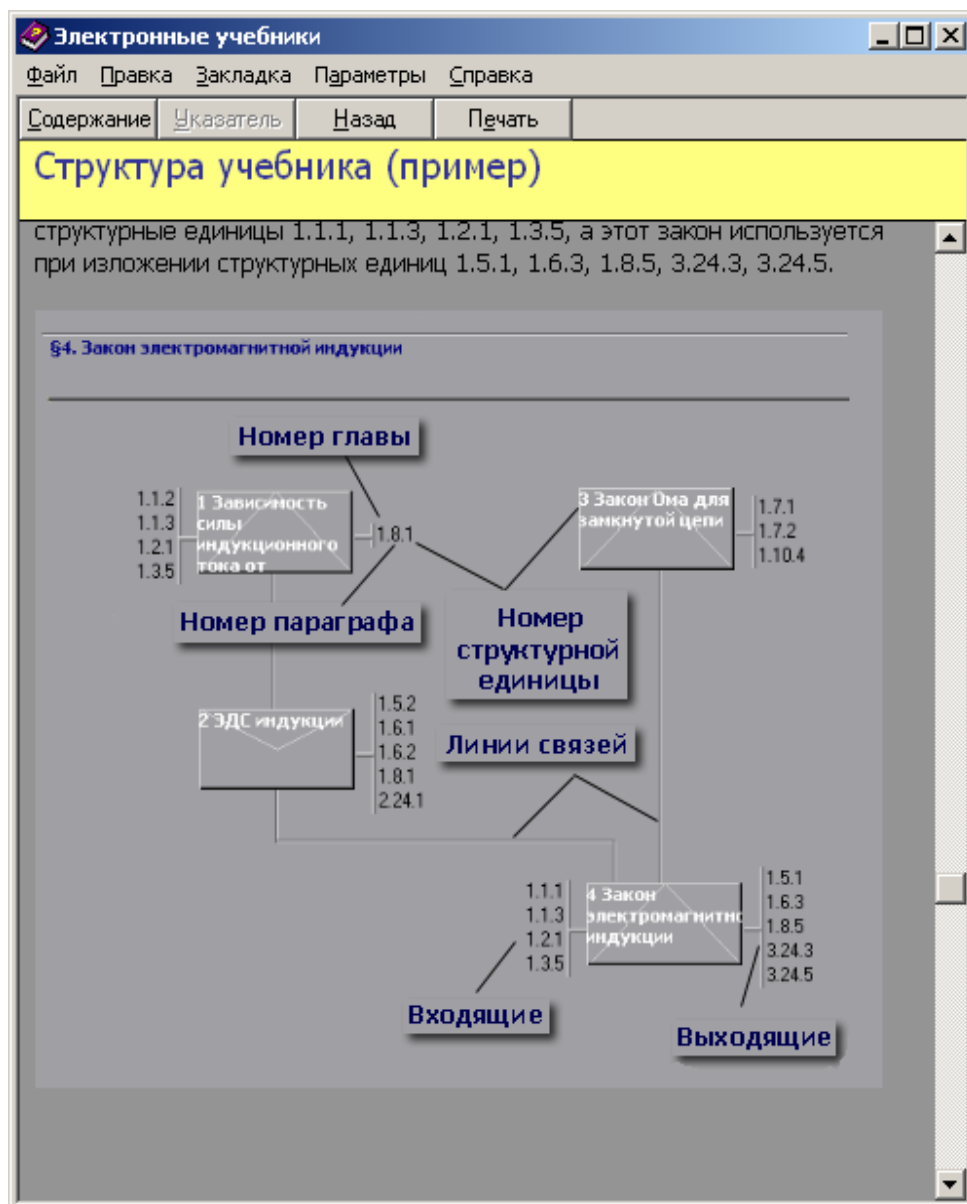 Электронные учебники
Файл Правка Закладка Параметры Справка
Содержание Указатель Назад Печать
Структура учебника (пример)
структурные единицы 1.1.1, 1.1.3, 1.2.1, 1.3.5, а этот закон используется
при изложении структурных единиц 1.5.1, 1.6.3, 1.8.5, 3.24.3, 3.24.5.
§4. Закон электромагнитной индукции
Номер главы
1.1.2
1.1.3
1.2.1
1.3.5
1 Зависимость
силы
индукционного
тока от
1.8.1
3 Закон Ома для
замкнутой цепи
1.7.1
1.7.2
1.10.4
Номер параграфа
Номер
структурной
единицы
2 ЭДС индукции
1.5.2
1.6.1
1.6.2
1.8.1
2.24.1
Линии связей
1.1.1
1.1.3
1.2.1
1.3.5
4 Закон
электромагнитно
индукции
1.5.1
1.6.3
1.8.5
3.24.3
3.24.5
Входящие
Выходящие